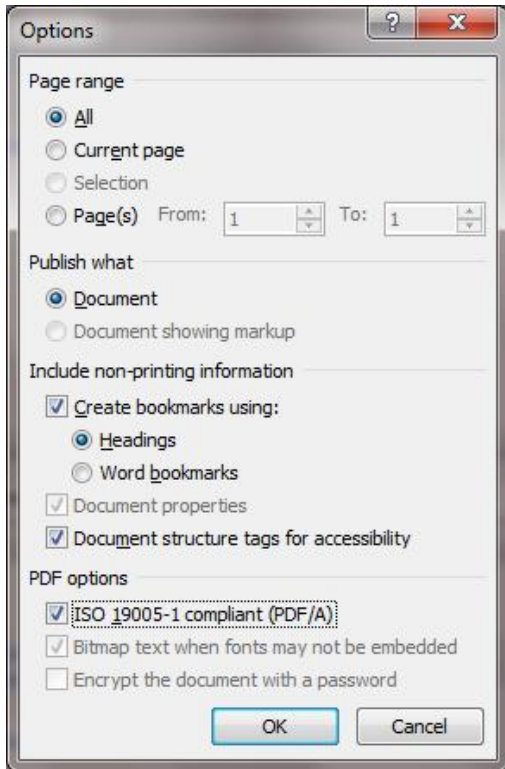 Options
Page range
All
Current page
Selection
Page(s) From: 1 To: 1
Publish what
Document
Document showing markup
Include non-printing information
Create bookmarks using:
Headings
Word bookmarks
Document properties
Document structure tags for accessibility
PDF options
ISO 19005-1 compliant (PDF/A)
Bitmap text when fonts may not be embedded
Encrypt the document with a password
OK Cancel